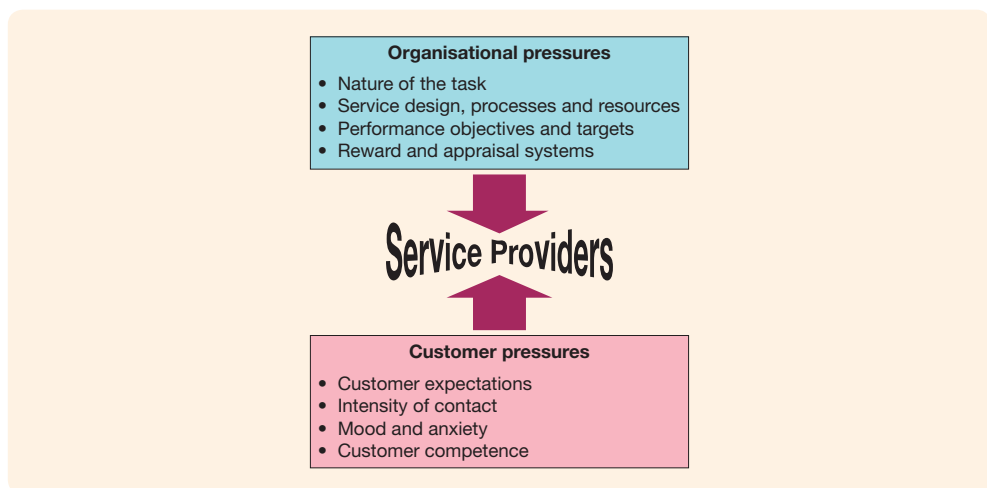 Organisational pressures
• Nature of the task
• Service design, processes and resources
• Performance objectives and targets
• Reward and appraisal systems
Service Providers
Customer pressures
• Customer expectations
• Intensity of contact
• Mood and anxiety
• Customer competence